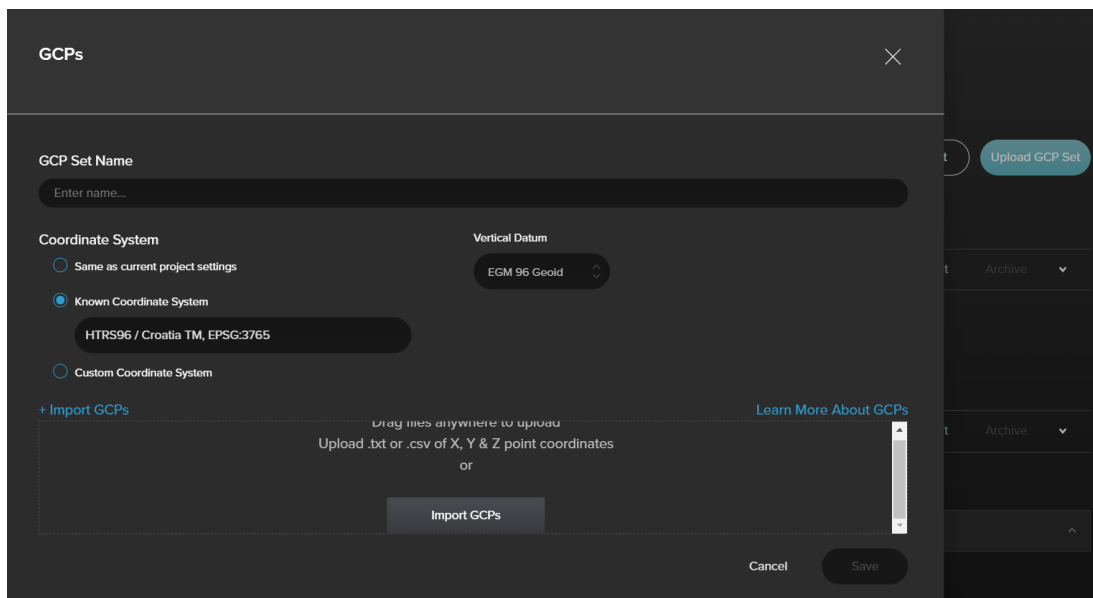 GCPs
GCP Set Name
t
Upload GCP Set
Enter name...
Coordinate System
Vertical Datum
Same as current project settings
EGM 96 Geoid
t Archive
Known Coordinate System
HTRS96 / Croatia TM, EPSG:3765
Custom Coordinate System
+ Import GCPs
Learn More About GCPs
Drag files anywhere to upload
t Archive
Upload .txt or .csv of X, Y & Z point coordinates
or
Import GCPs
Cancel
Save